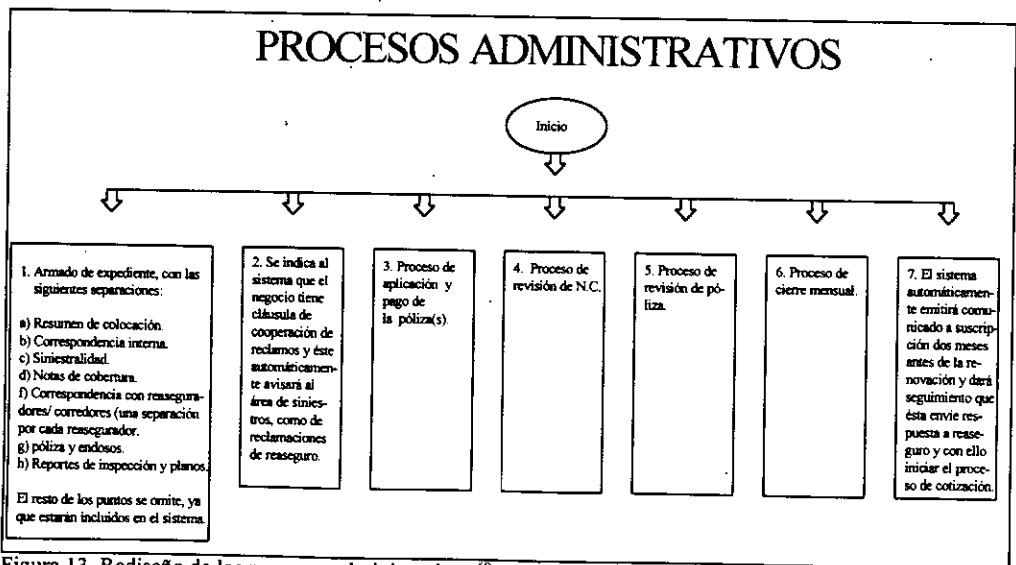 PROCESOS ADMINISTRATIVOS
Inicio
1. Armado de expediente, con las
siguientes separaciones:
a) Resumen de colocación.
b) Correspondencia interna.
c) Siniestralidad.
d) Notas de cobertura.
f) Correspondencia con reasegura-
dores/ corredores (una separación
por cada reasegurador.
g) póliza y endosos.
h) Reportes de inspección y planos.
El resto de los puntos se omite, ya
que estarán incluidos en el sistema.
2. Se indica al
sistema que el
negocio tiene
cláusula de
cooperación de
reclamos y éste
automáticamen-
te avisará al
área de sinies-
tros, como de
reclamaciones
de reaseguro.
3. Proceso de
aplicación y
pago de
la póliza(s).
4. Proceso de
revisión de N.C.
5. Proceso de
revisión de pó-
liza.
6. Proceso de
cierre mensual.
7. El sistema
automáticamen-
te emitirá comu-
nicado a suscrip-
ción dos meses
antes de la re-
novación y dará
seguimiento que
ésta envie res-
puesta a rease-
guro y con ello
iniciar el proce-
so de cotización.
Figura 13. Rediseño de los